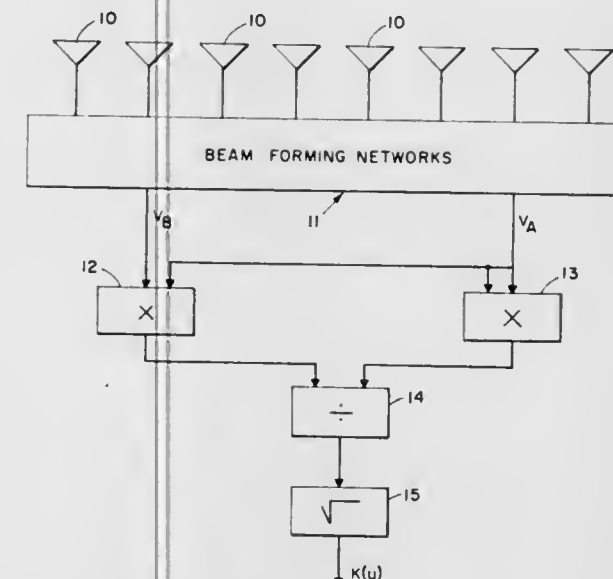 10 10 10
BEAM FORMING NETWORKS
11
V_B V_A
12 13
× ×
÷ 14
√ 15
K(u)